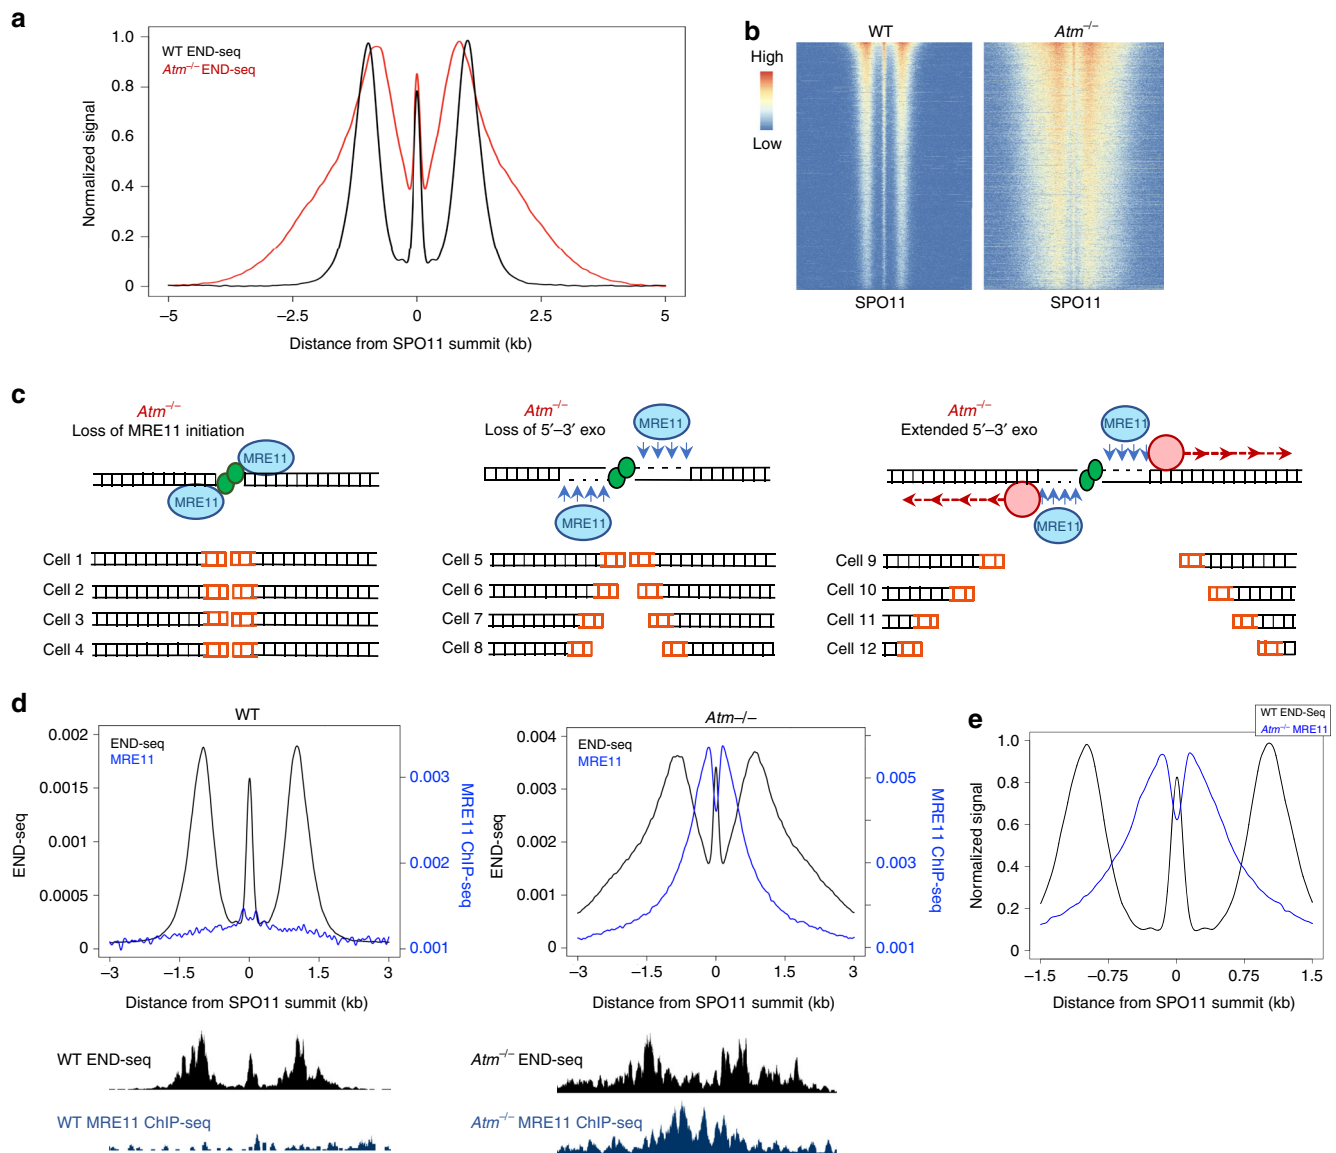 a
1.0
0.8
0.6
0.4
0.2
0
Normalized signal
WT END-seq
Atm–/– END-seq
–5
–2.5
0
2.5
5
Distance from SPO11 summit (kb)
b
High
Low
WT
Atm–/–
SPO11
SPO11
c
Atm–/–
Loss of MRE11 initiation
MRE11
MRE11
Cell 1
Cell 2
Cell 3
Cell 4
Atm–/–
Loss of 5′–3′ exo
MRE11
MRE11
Cell 5
Cell 6
Cell 7
Cell 8
Atm–/–
Extended 5′–3′ exo
MRE11
MRE11
Cell 9
Cell 10
Cell 11
Cell 12
d
WT
END-seq
MRE11
0.002
0.0015
0.001
0.0005
0
END-seq
0.003
0.002
0.001
MRE11 ChIP-seq
–3
–1.5
0
1.5
3
Distance from SPO11 summit (kb)
WT END-seq
WT MRE11 ChIP-seq
Atm–/–
END-seq
MRE11
0.004
0.003
0.002
0.001
0
END-seq
0.005
0.003
0.001
MRE11 ChIP-seq
–3
–1.5
0
1.5
3
Distance from SPO11 summit (kb)
Atm–/– END-seq
Atm–/– MRE11 ChIP-seq
e
WT END-Seq
Atm–/– MRE11
1.0
0.8
0.6
0.4
0.2
0
Normalized signal
–1.5
–0.75
0
0.75
1.5
Distance from SPO11 summit (kb)